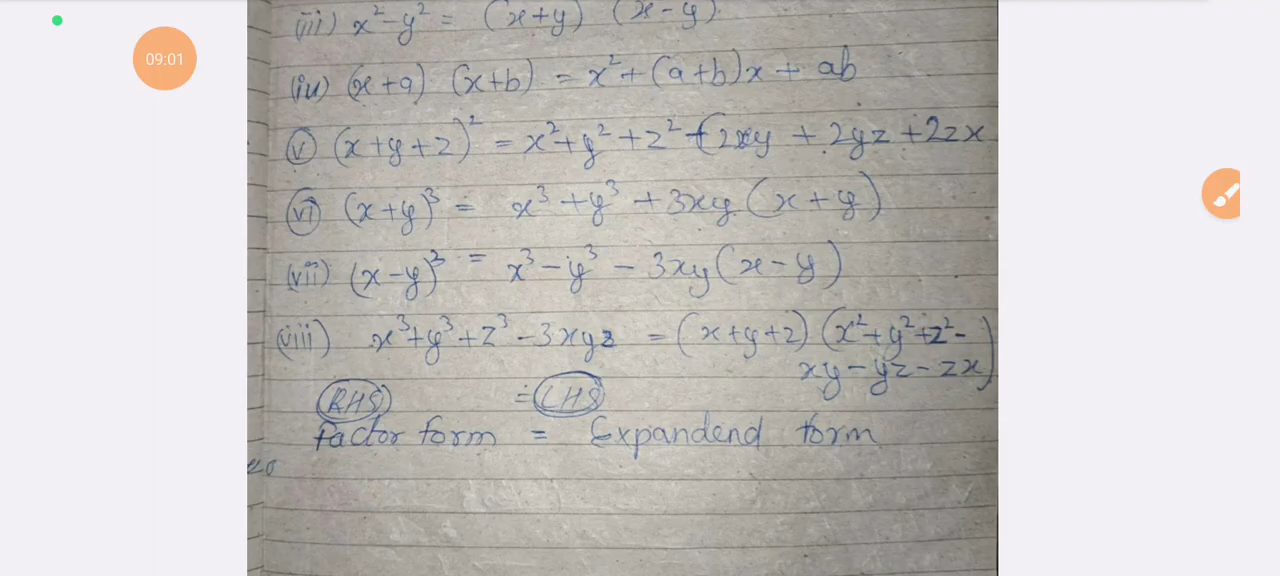 09:01
(iii) x² - y² = (x+y) (x-y)
(iv) (x+a) (x+b) = x² + (a+b)x + ab
(v) (x+y+z)² = x² + y² + z² + 2xy + 2yz + 2zx
(vi) (x+y)³ = x³ + y³ + 3xy (x+y)
(vii) (x-y)³ = x³ - y³ - 3xy (x-y)
(viii) x³ + y³ + z³ - 3xyz = (x+y+z) (x² + y² + z² -
xy - yz - zx)
RHS = LHS
factor form = Expandend form